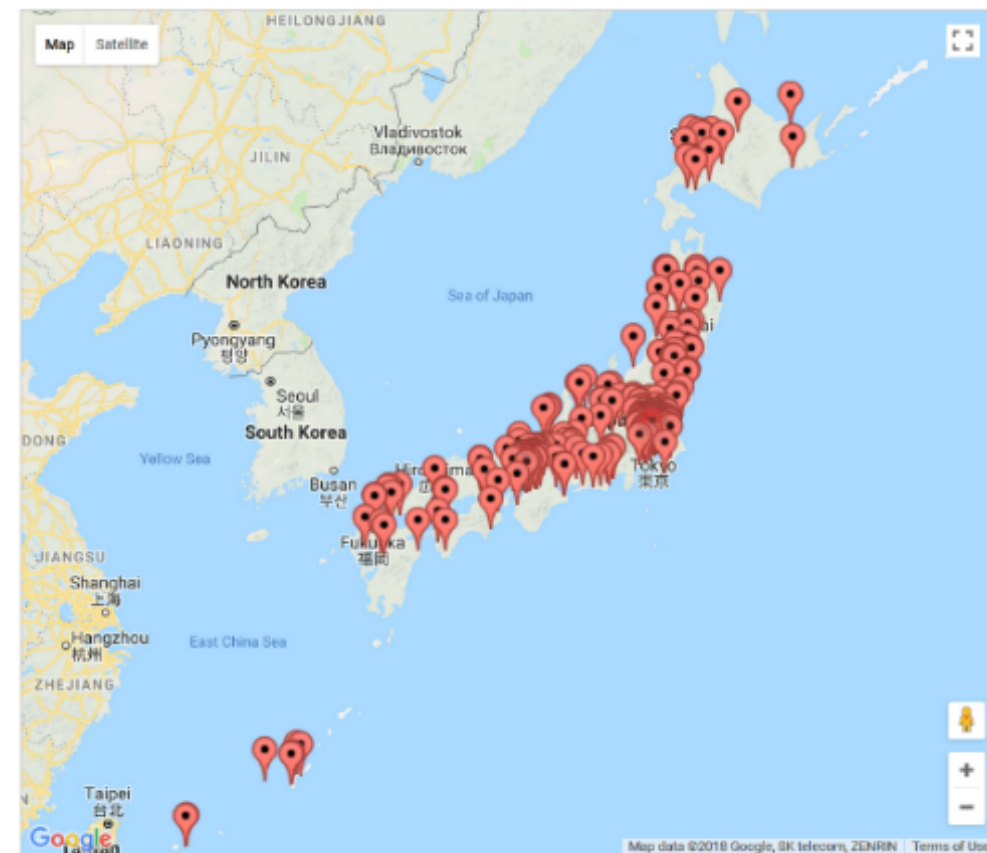 HEILONGJIANG
Map
Satellite
Vladivostok
Владивосток
JILIN
LIAONING
North Korea
Sea of Japan
Pyongyang
평양
Seoul
서울
South Korea
DONG
Yellow Sea
Busan
부산
Tokyo
東京
福岡
JIANGSU
Shanghai
上海
Hangzhou
杭州
East China Sea
ZHEJIANG
Taipei
台北
Google
Map data ©2018 Google, SK telecom, ZENRIN
Terms of Use